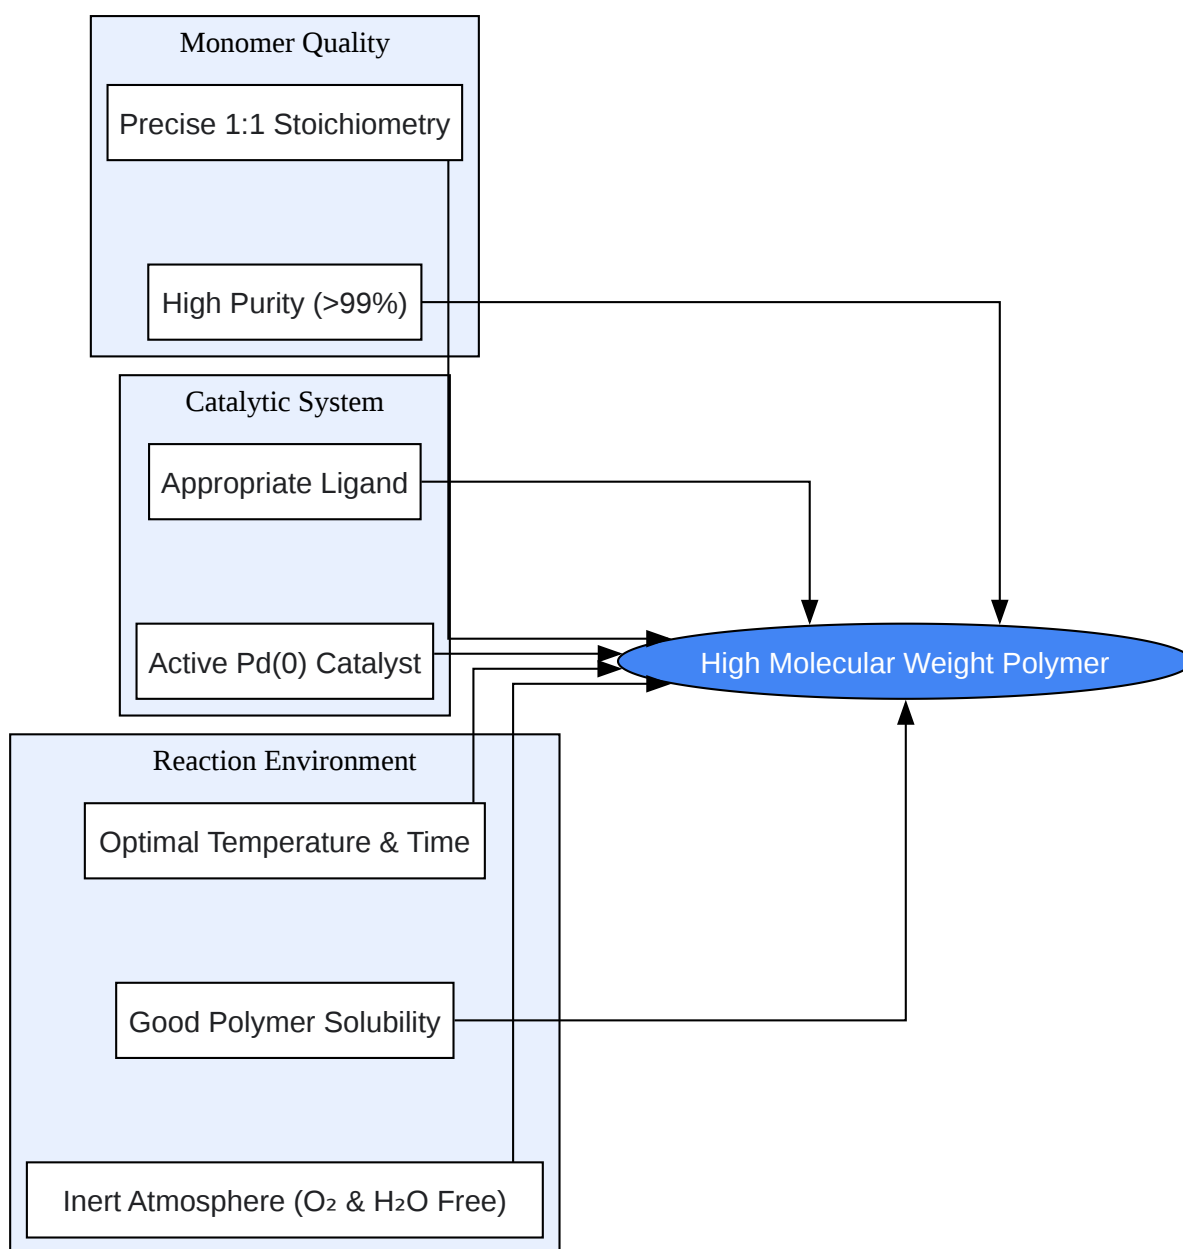 Monomer Quality
Precise 1:1 Stoichiometry
High Purity (>99%)
Catalytic System
Appropriate Ligand
Active Pd(0) Catalyst
High Molecular Weight Polymer
Reaction Environment
Optimal Temperature & Time
Good Polymer Solubility
Inert Atmosphere (O₂ & H₂O Free)